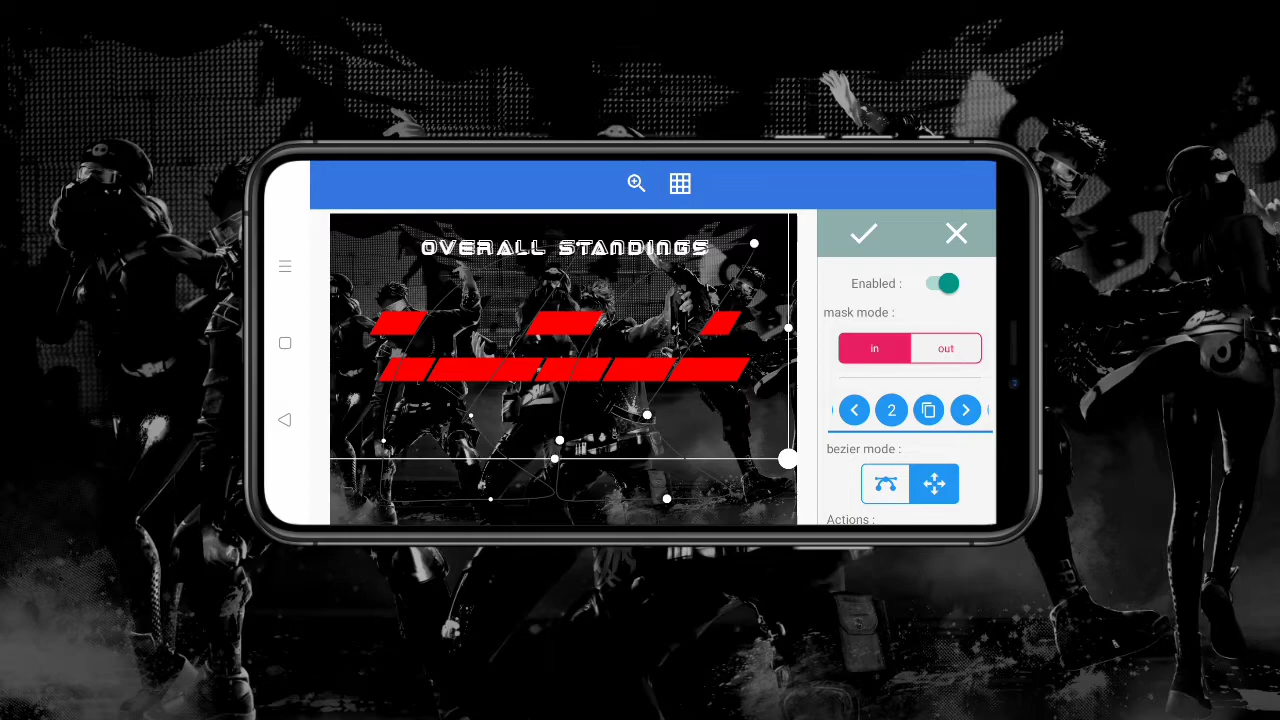 OVERALL STANDINGS
Enabled :
mask mode :
in
out
2
bezier mode :
Actions :